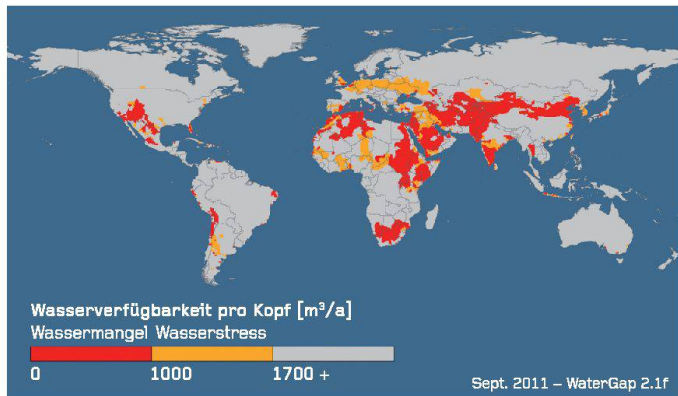 Wasserverfügbarkeit pro Kopf [m³/a]
Wassermangel Wasserstress
0 1000 1700 +
Sept. 2011 – WaterGap 2.1f